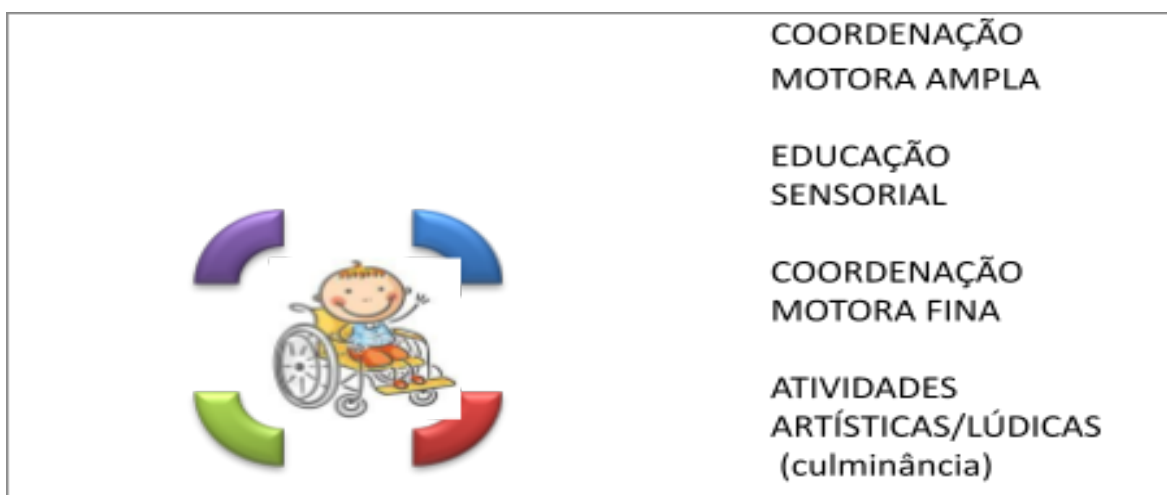 COORDENAÇÃO
MOTORA AMPLA
EDUCAÇÃO
SENSORIAL
COORDENAÇÃO
MOTORA FINA
ATIVIDADES
ARTÍSTICAS/LÚDICAS
(culminância)